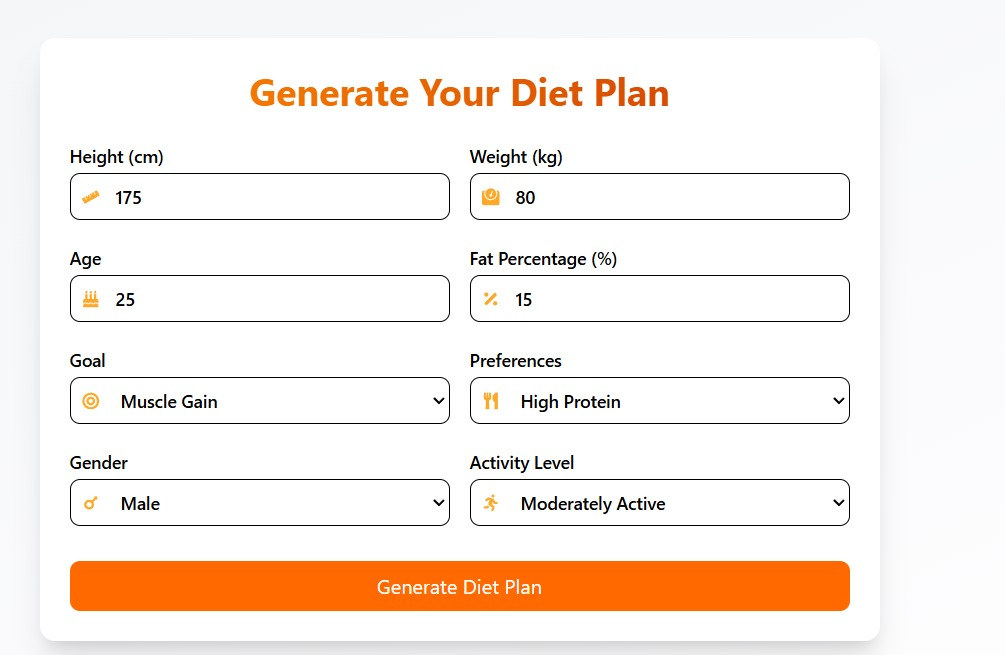 Generate Your Diet Plan
Height (cm) Weight (kg)
175 80
Age Fat Percentage (%)
25 15
Goal Preferences
Muscle Gain High Protein
Gender Activity Level
Male Moderately Active
Generate Diet Plan